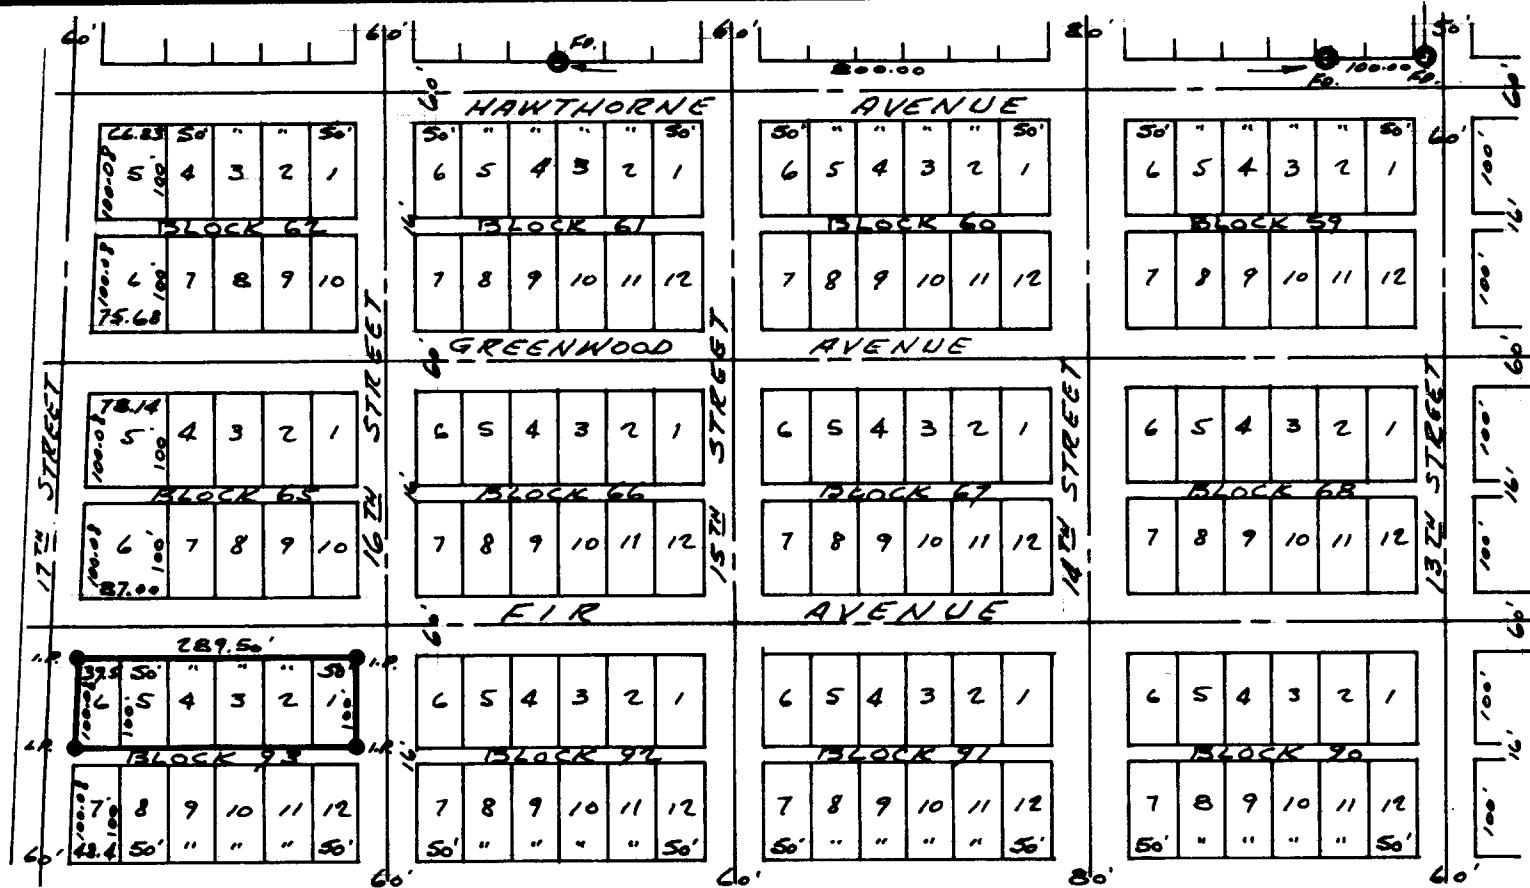 60' 60' 60' 80' 50'
FD. 200.00 FD. 100.00 FD.
60' HAWTHORNE AVENUE 60'
66.83 50' " " 50' 50' " " " " 50' 50' " " " " 50' 50' " " " " 50' 60'
100.08 5 100' 4 3 2 1 6 5 4 3 2 1 6 5 4 3 2 1 6 5 4 3 2 1 100'
BLOCK 62 16' BLOCK 61 BLOCK 60 BLOCK 59 16'
100.08 6 100' 7 8 9 10 7 8 9 10 11 12 7 8 9 10 11 12 7 8 9 10 11 12 100'
75.68
60' GREENWOOD AVENUE 60'
17TH STREET 16TH STREET 15TH STREET 14TH STREET 13TH STREET
78.14
100.08 5 100 4 3 2 1 6 5 4 3 2 1 6 5 4 3 2 1 6 5 4 3 2 1 100'
BLOCK 65 16' BLOCK 66 BLOCK 67 BLOCK 68 16'
100.08 6 100' 7 8 9 10 7 8 9 10 11 12 7 8 9 10 11 12 7 8 9 10 11 12 100'
87.00
60' FIR AVENUE 60'
289.50'
I.P. I.P.
39.5 50' " " " 50'
100.08 6 100' 5 4 3 2 1 100' 6 5 4 3 2 1 6 5 4 3 2 1 6 5 4 3 2 1 100'
I.P. I.P.
BLOCK 93 16' BLOCK 92 BLOCK 91 BLOCK 90 16'
100.08 7 100 8 9 10 11 12 7 8 9 10 11 12 7 8 9 10 11 12 7 8 9 10 11 12 100'
48.4 50' " " " 50' 50' " " " " 50' 50' " " " " 50' 50' " " " " 50'
60' 60' 60' 80' 60'